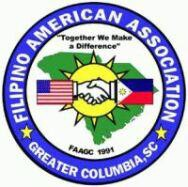 FILIPINO AMERICAN ASSOCIATION
"Together We Make
a Difference"
FAAGC 1991
GREATER COLUMBIA, SC